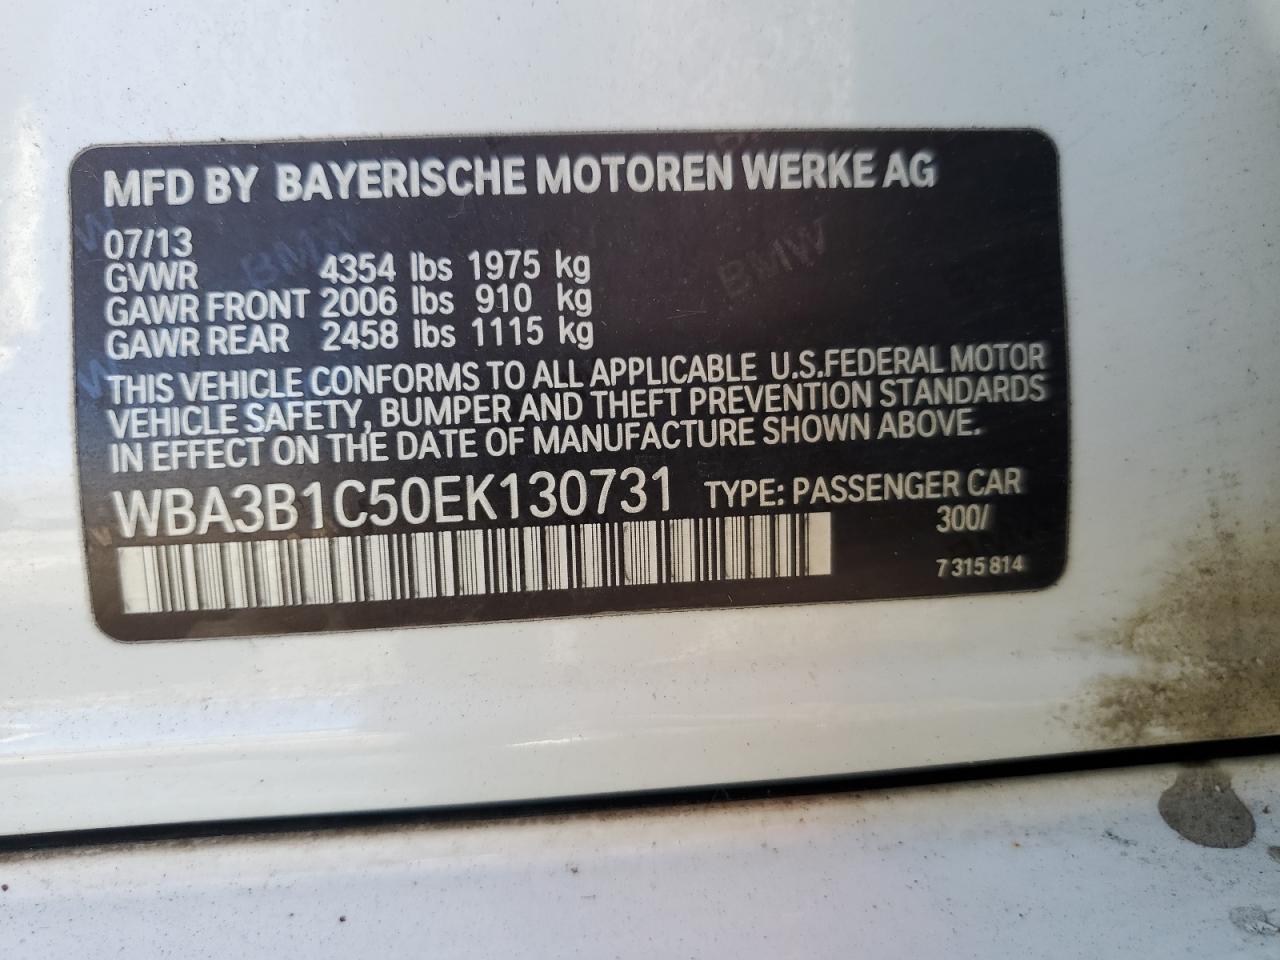 MFD BY BAYERISCHE MOTOREN WERKE AG
07/13
GVWR 4354 lbs 1975 kg
GAWR FRONT 2006 lbs 910 kg
GAWR REAR 2458 lbs 1115 kg
THIS VEHICLE CONFORMS TO ALL APPLICABLE U.S.FEDERAL MOTOR
VEHICLE SAFETY, BUMPER AND THEFT PREVENTION STANDARDS
IN EFFECT ON THE DATE OF MANUFACTURE SHOWN ABOVE.
WBA3B1C50EK130731 TYPE: PASSENGER CAR
300/
7 315 814
BMW
BMW